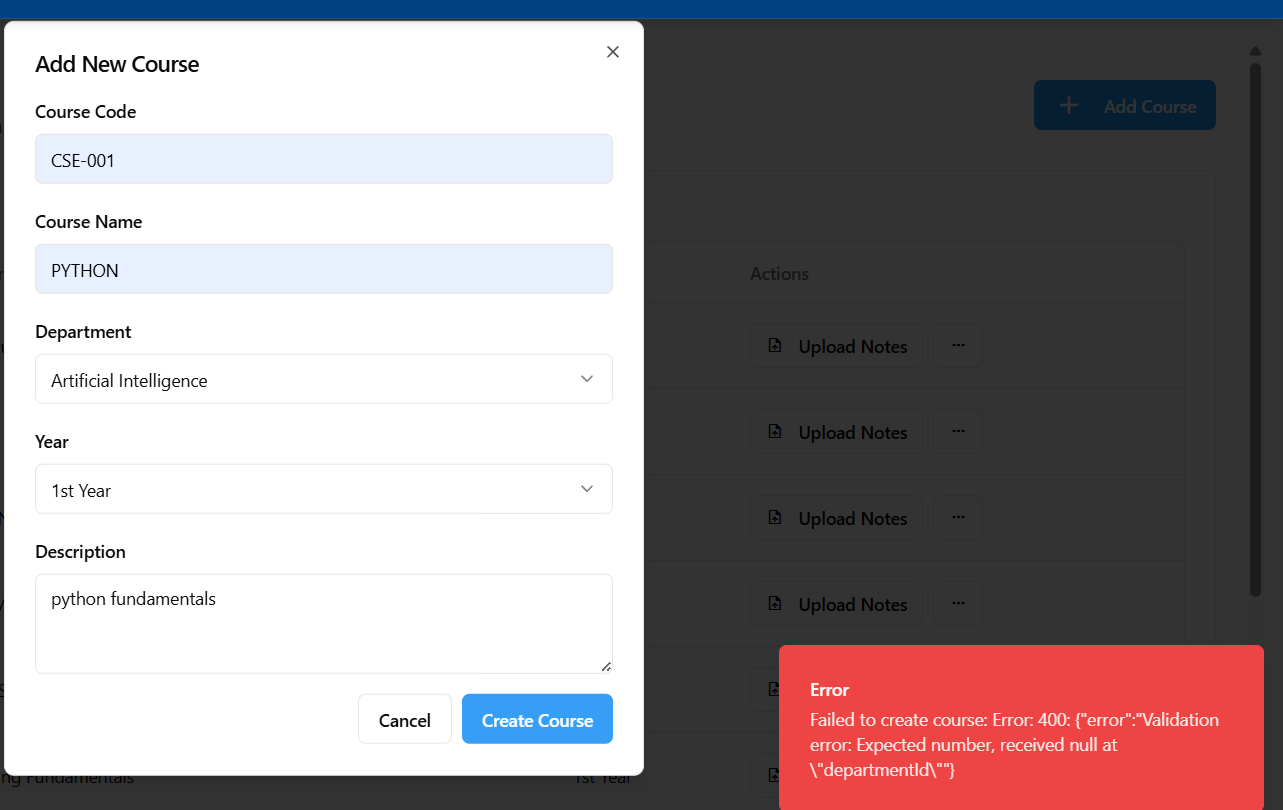 Add New Course
Course Code
CSE-001
Course Name
PYTHON
Department
Artificial Intelligence
Year
1st Year
Description
python fundamentals
Cancel
Create Course
Add Course
Actions
Upload Notes
Upload Notes
Upload Notes
Upload Notes
Fundamentals
1st Year
Error
Failed to create course: Error: 400: {"error":"Validation
error: Expected number, received null at
\"departmentId\""}